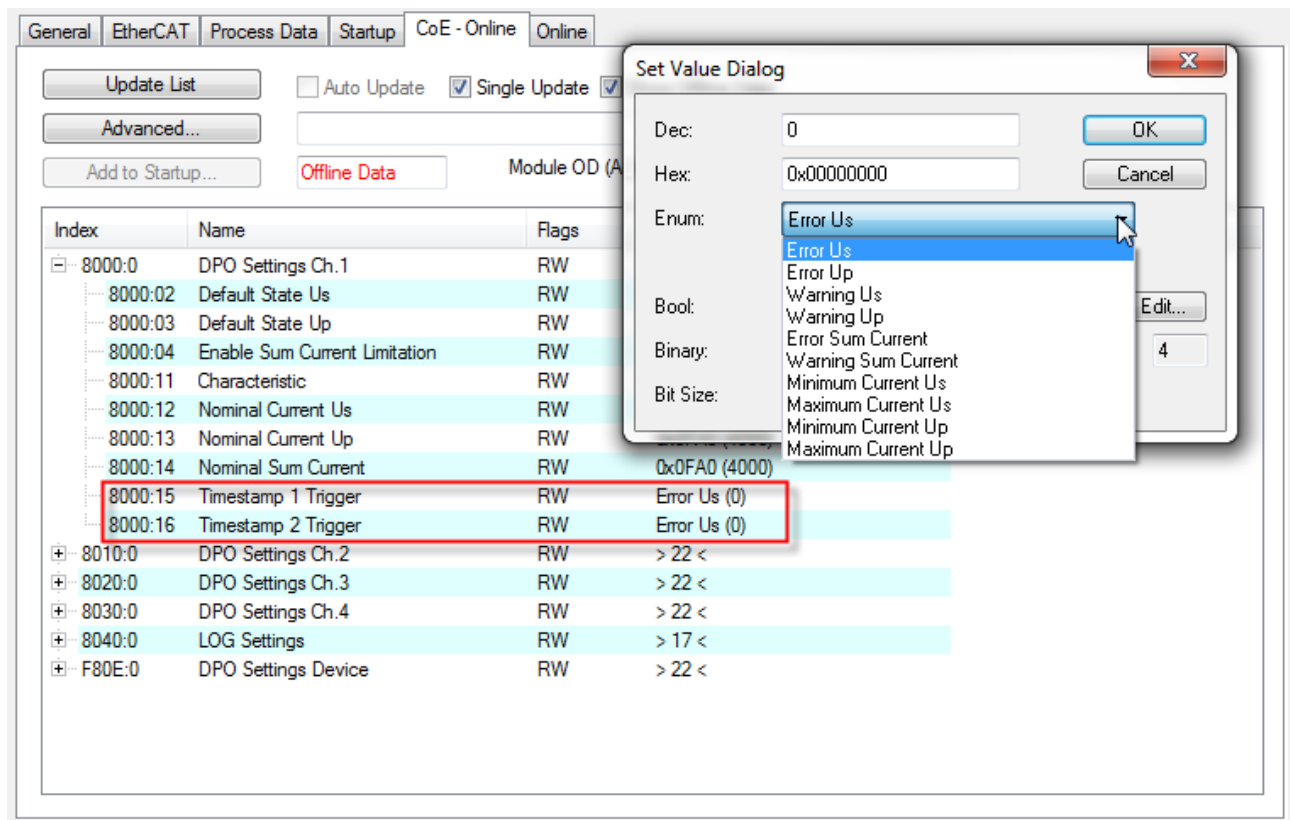 General EtherCAT Process Data Startup CoE - Online Online
Update List Auto Update Single Update
Advanced...
Add to Startup... Offline Data Module OD (A
Index Name Flags
8000:0 DPO Settings Ch.1 RW
8000:02 Default State Us RW
8000:03 Default State Up RW
8000:04 Enable Sum Current Limitation RW
8000:11 Characteristic RW
8000:12 Nominal Current Us RW
8000:13 Nominal Current Up RW
8000:14 Nominal Sum Current RW 0x0FA0 (4000)
8000:15 Timestamp 1 Trigger RW Error Us (0)
8000:16 Timestamp 2 Trigger RW Error Us (0)
8010:0 DPO Settings Ch.2 RW > 22 <
8020:0 DPO Settings Ch.3 RW > 22 <
8030:0 DPO Settings Ch.4 RW > 22 <
8040:0 LOG Settings RW > 17 <
F80E:0 DPO Settings Device RW > 22 <
Set Value Dialog
Dec: 0 OK
Hex: 0x00000000 Cancel
Enum: Error Us
Error Us
Error Up
Warning Us
Warning Up
Error Sum Current
Warning Sum Current
Minimum Current Us
Maximum Current Us
Minimum Current Up
Maximum Current Up
Bool: Edit...
Binary: 4
Bit Size: